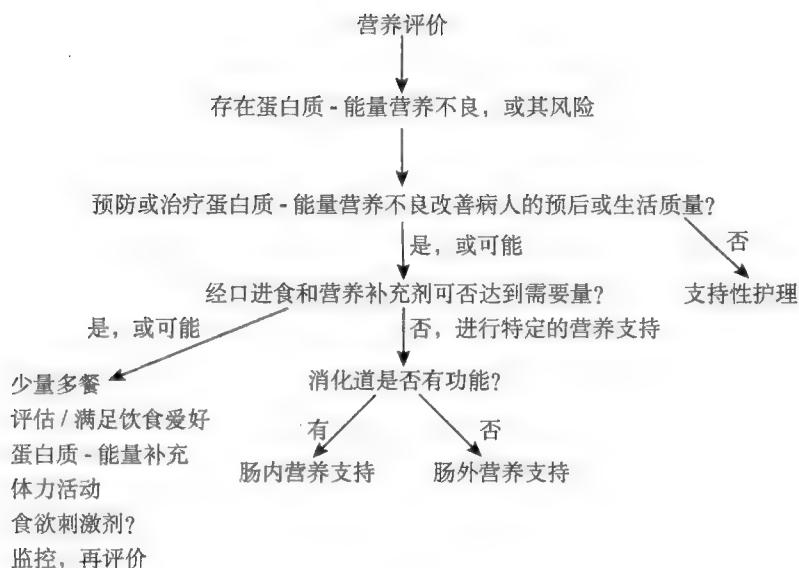 营养评价
存在蛋白质-能量营养不良，或其风险
预防或治疗蛋白质-能量营养不良改善病人的预后或生活质量？
是，或可能
否
经口进食和营养补充剂可否达到需要量？
支持性护理
是，或可能
否，进行特定的营养支持
少量多餐
评估/满足饮食爱好
蛋白质-能量补充
体力活动
食欲刺激剂？
监控，再评价
消化道是否有功能？
有
否
肠内营养支持
肠外营养支持